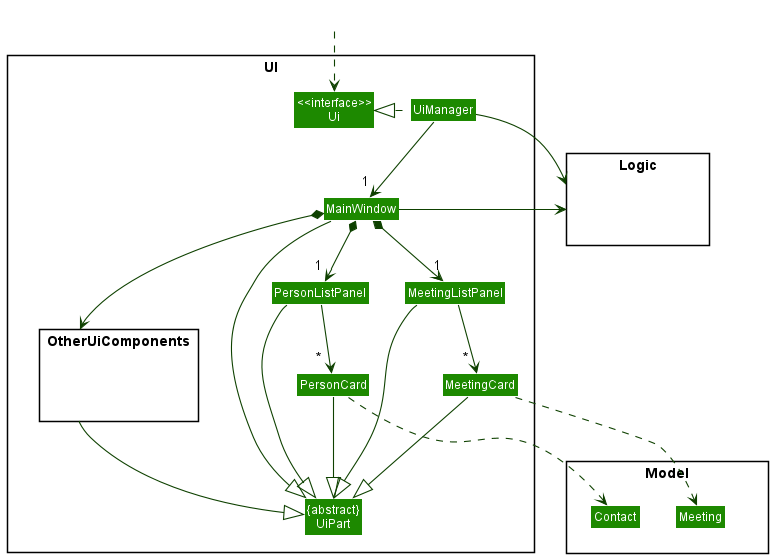 UI
<<interface>>
Ui
UiManager
Logic
1
MainWindow
1
1
PersonListPanel
MeetingListPanel
OtherUiComponents
*
*
PersonCard
MeetingCard
Model
{abstract}
UiPart
Contact
Meeting